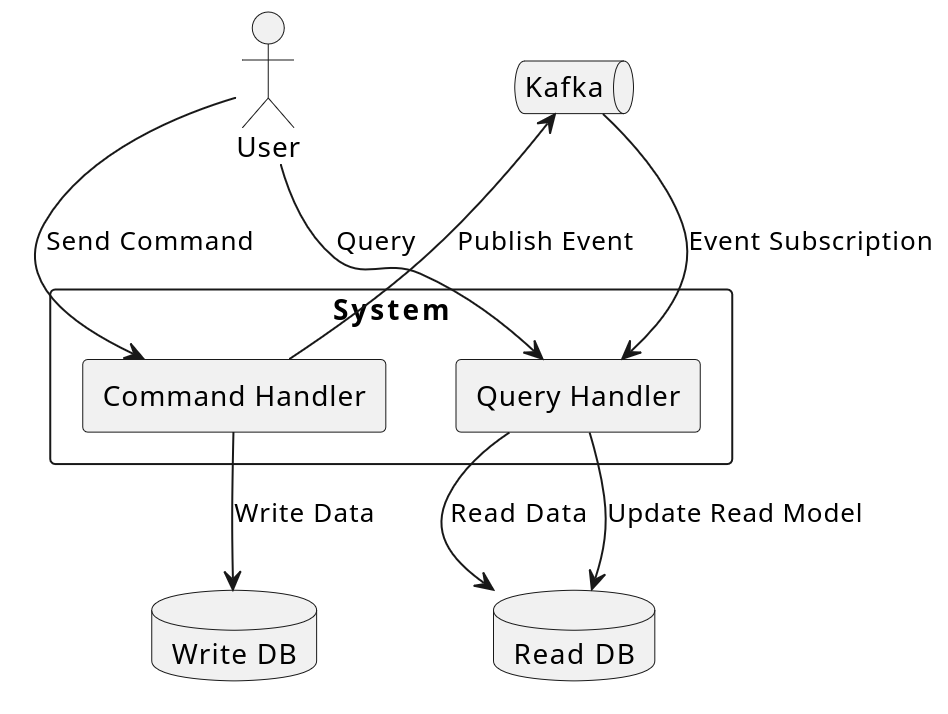 Kafka
User
Send Command
Query
Publish Event
Event Subscription
System
Command Handler
Query Handler
Write Data
Read Data
Update Read Model
Write DB
Read DB